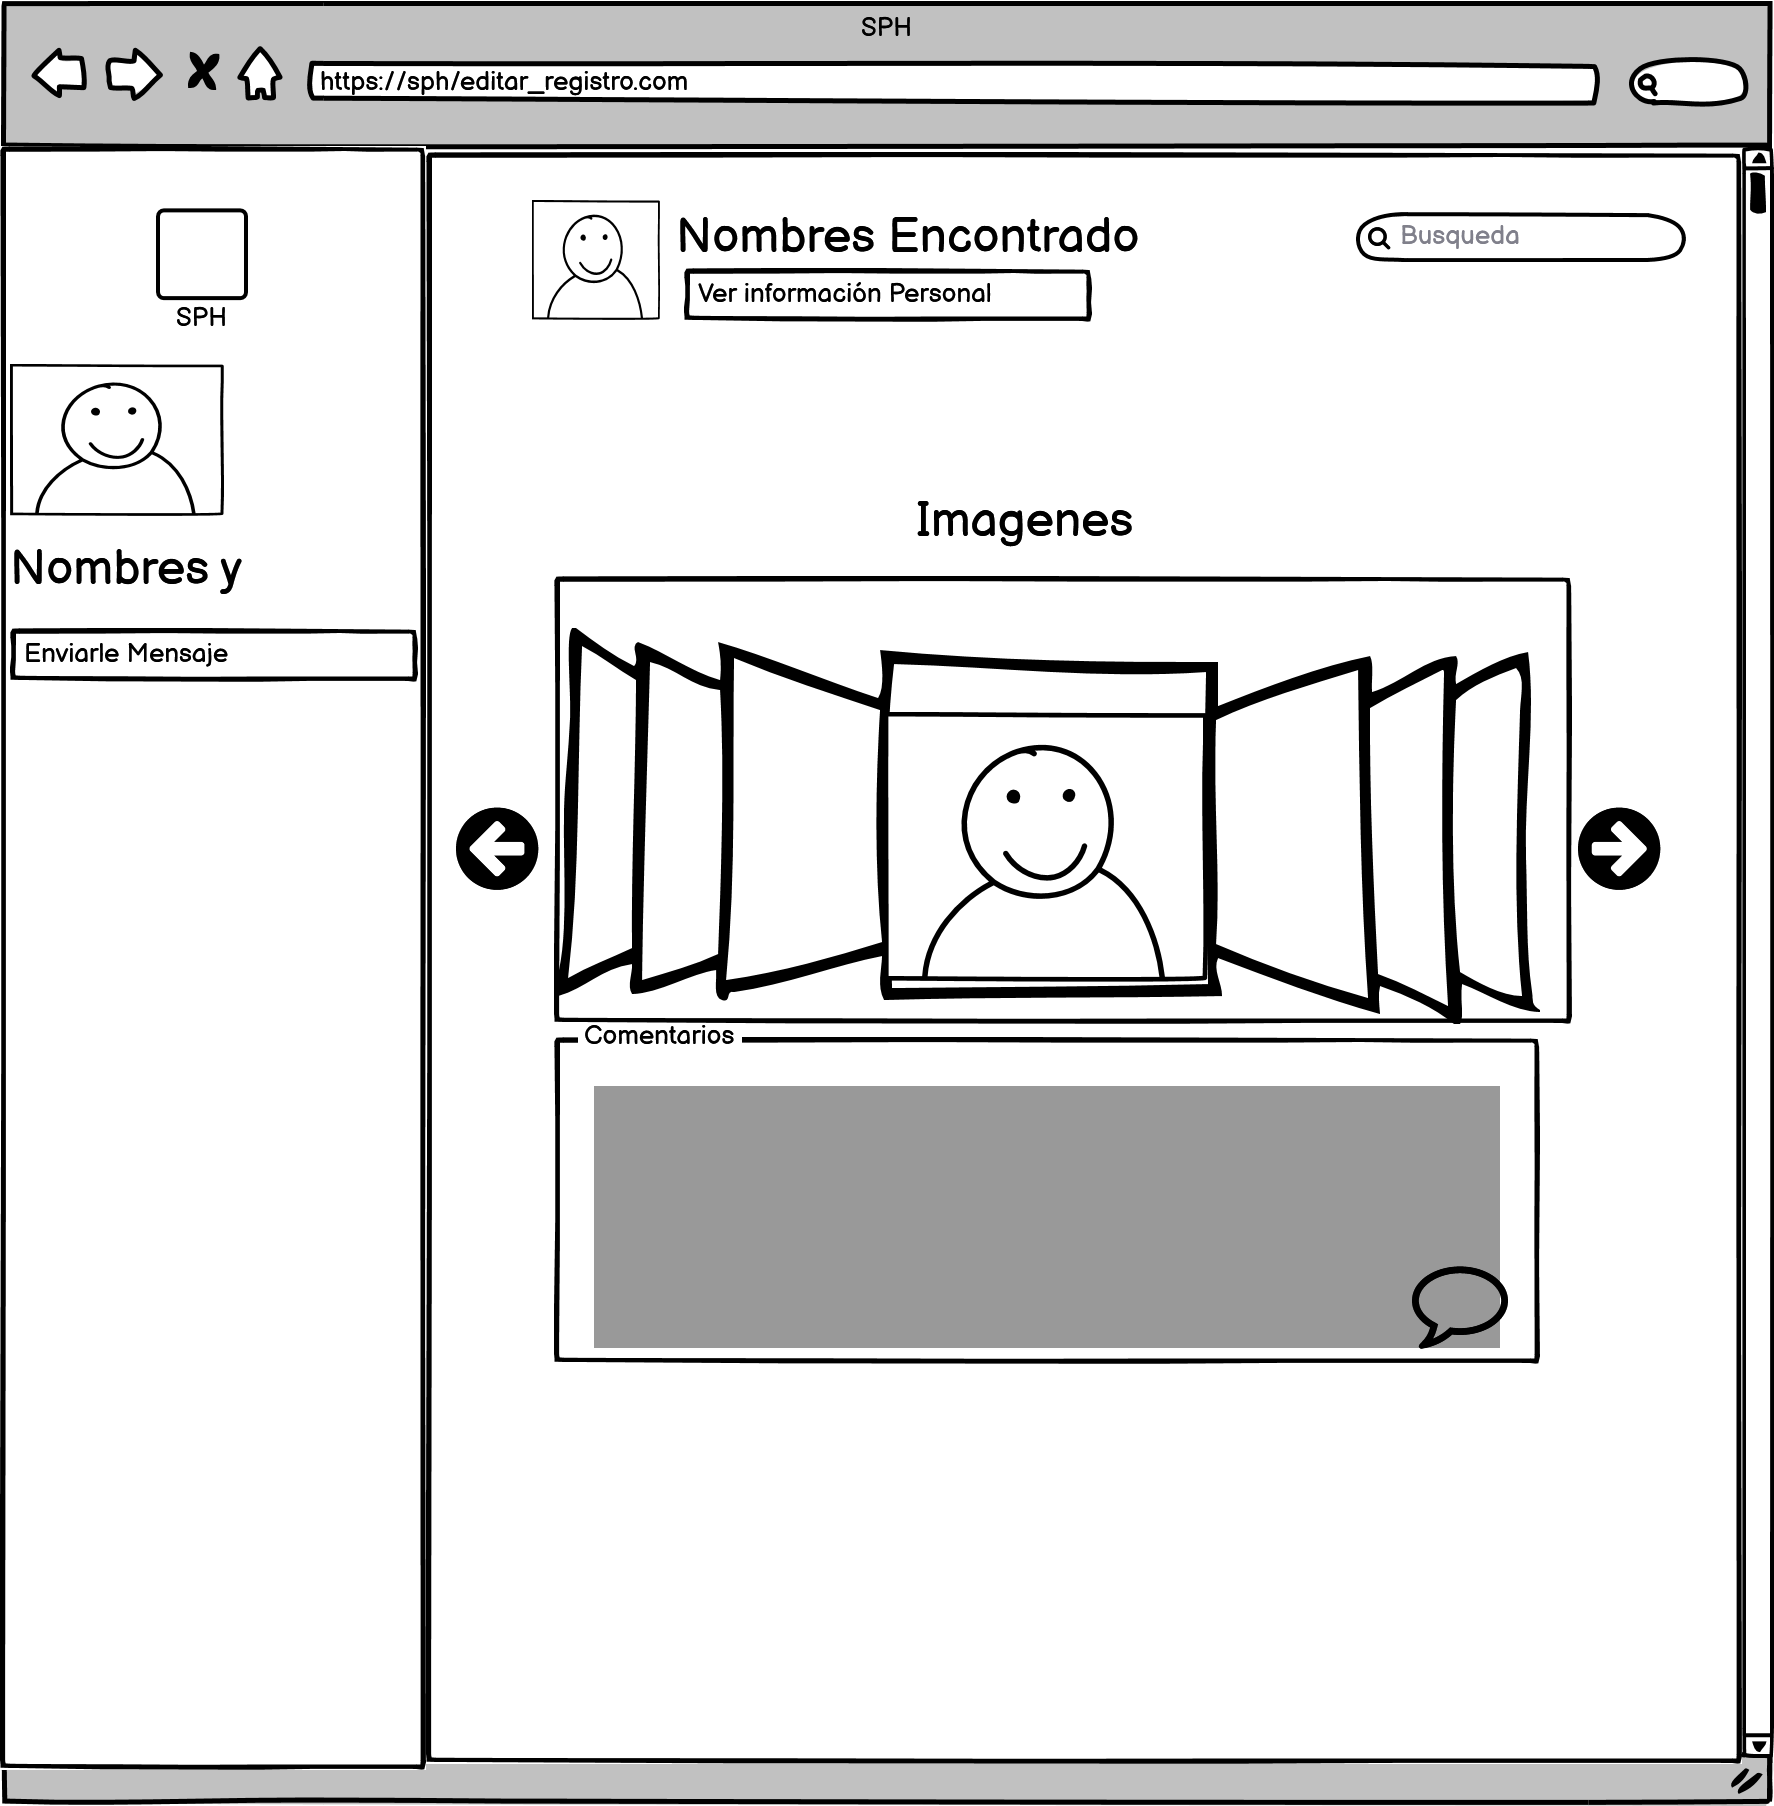 SPH
https://sph/editar_registro.com
SPH
Nombres y
Enviarle Mensaje
Nombres Encontrado
Ver información Personal
Busqueda
Imagenes
Comentarios